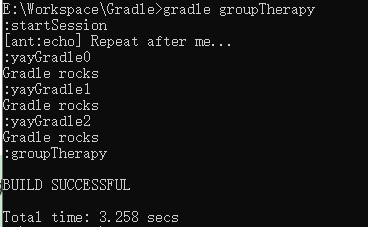 E:\Workspace\Gradle>gradle groupTherapy
:startSession
[ant:echo] Repeat after me...
:yayGradle0
Gradle rocks
:yayGradle1
Gradle rocks
:yayGradle2
Gradle rocks
:groupTherapy
BUILD SUCCESSFUL
Total time: 3.258 secs